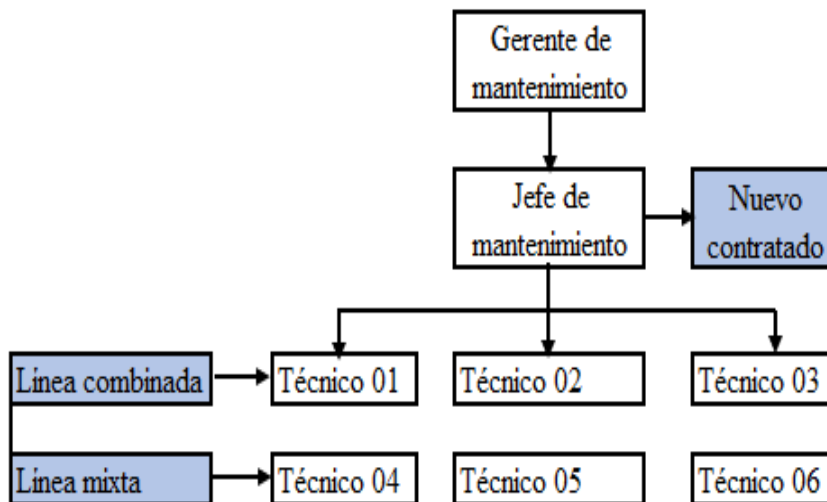 Gerente de
mantenimiento
Jefe de
mantenimiento
Nuevo
contratado
Línea combinada
Técnico 01
Técnico 02
Técnico 03
Línea mixta
Técnico 04
Técnico 05
Técnico 06